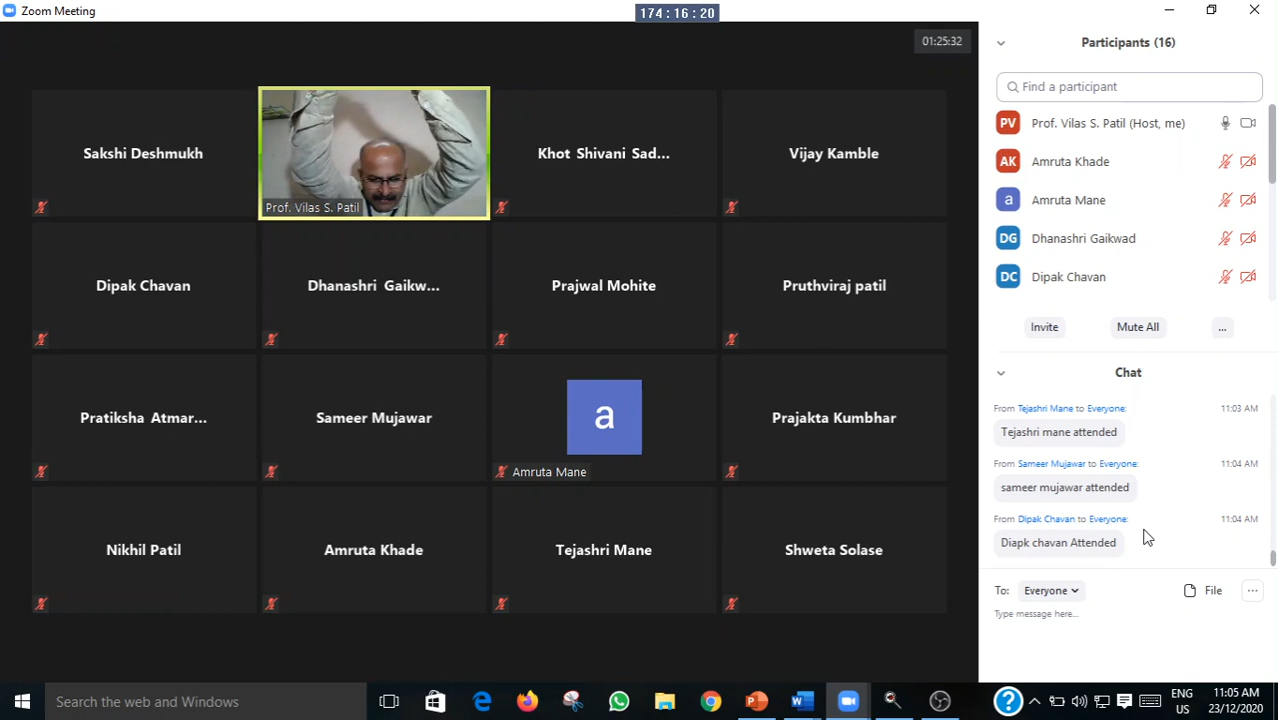 Zoom Meeting
174:16:20
01:25:32
Sakshi Deshmukh
Prof. Vilas S. Patil
Khot Shivani Sad...
Vijay Kamble
Dipak Chavan
Dhanashri Gaikw...
Prajwal Mohite
Pruthviraj patil
Pratiksha Atmar...
Sameer Mujawar
a
Amruta Mane
Prajakta Kumbhar
Nikhil Patil
Amruta Khade
Tejashri Mane
Shweta Solase
Participants (16)
Find a participant
PV Prof. Vilas S. Patil (Host, me)
AK Amruta Khade
a Amruta Mane
DG Dhanashri Gaikwad
DC Dipak Chavan
Invite Mute All ...
Chat
From Tejashri Mane to Everyone: 11:03 AM
Tejashri mane attended
From Sameer Mujawar to Everyone: 11:04 AM
sameer mujawar attended
From Dipak Chavan to Everyone: 11:04 AM
Diapk chavan Attended
To: Everyone File ...
Type message here...
Search the web and Windows
ENG 11:05 AM
US 23/12/2020